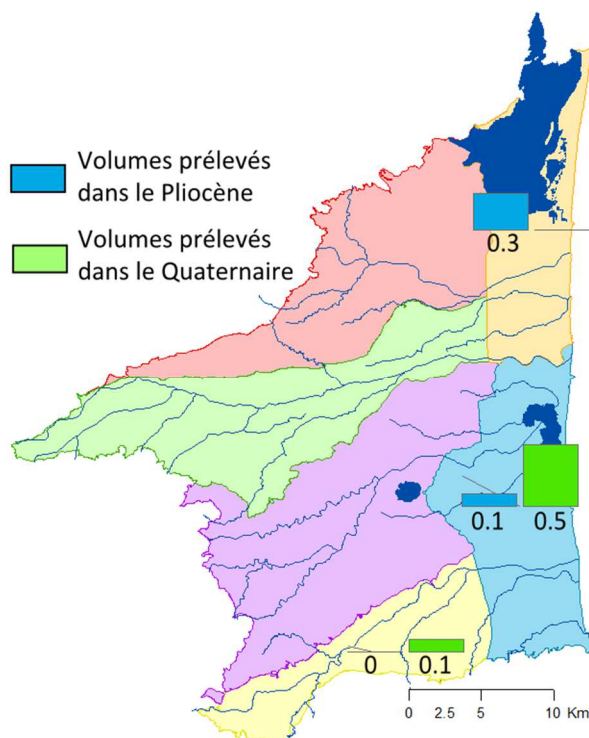 Volumes prélevés
dans le Pliocène
Volumes prélevés
dans le Quaternaire
0.3
0.1
0.5
0
0.1
0 2.5 5 10 Km